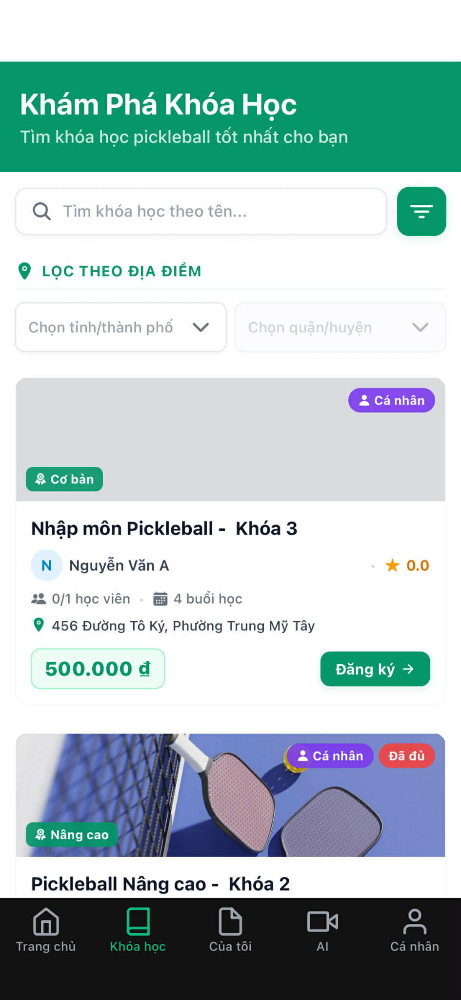 Khám Phá Khóa Học
Tìm khóa học pickleball tốt nhất cho bạn
Tìm khóa học theo tên...
LỌC THEO ĐỊA ĐIỂM
Chọn tỉnh/thành phố
Chọn quận/huyện
Cá nhân
Cơ bản
Nhập môn Pickleball - Khóa 3
N Nguyễn Văn A • 0.0
0/1 học viên • 4 buổi học
456 Đường Tô Ký, Phường Trung Mỹ Tây
500.000 ₫
Đăng ký →
Cá nhân
Đã đủ
Nâng cao
Pickleball Nâng cao - Khóa 2
Trang chủ
Khóa học
Của tôi
AI
Cá nhân